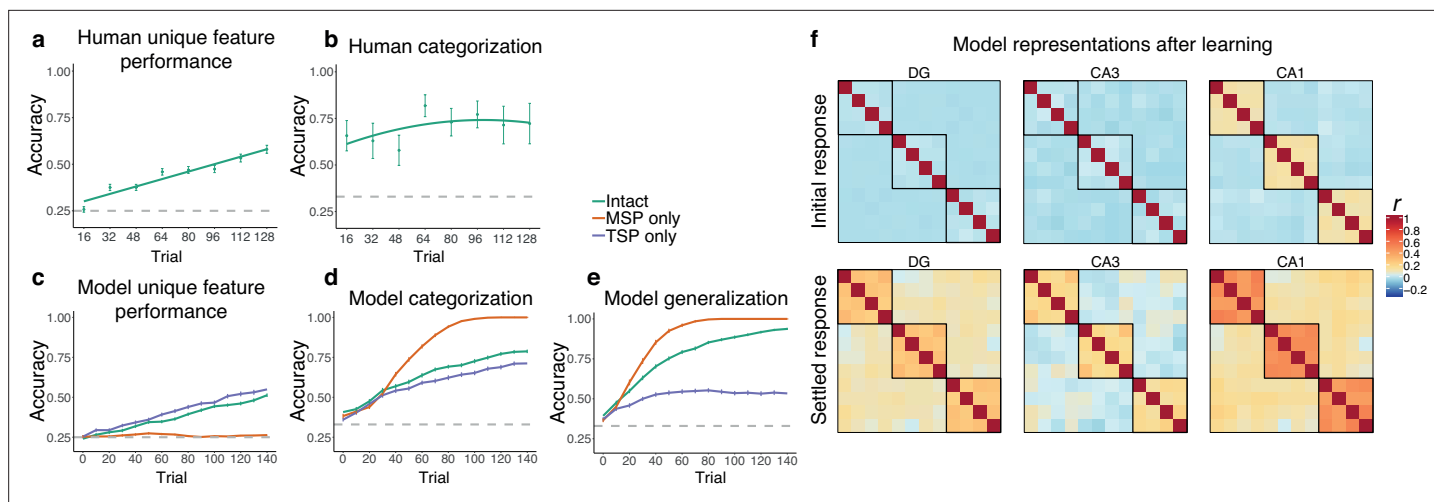 a
Human unique feature
performance
Accuracy
1.00
0.75
0.50
0.25
16 32 48 64 80 96 112 128
Trial
b
Human categorization
Accuracy
1.00
0.75
0.50
0.25
16 32 48 64 80 96 112 128
Trial
Intact
MSP only
TSP only
c
Model unique feature
performance
Accuracy
1.00
0.75
0.50
0.25
0 20 40 60 80 100 120 140
Trial
d
Model categorization
Accuracy
1.00
0.75
0.50
0.25
0 20 40 60 80 100 120 140
Trial
e
Model generalization
Accuracy
1.00
0.75
0.50
0.25
0 20 40 60 80 100 120 140
Trial
f
Model representations after learning
DG CA3 CA1
Initial response
DG CA3 CA1
Settled response
r
1
0.8
0.6
0.4
0.2
0
−0.2